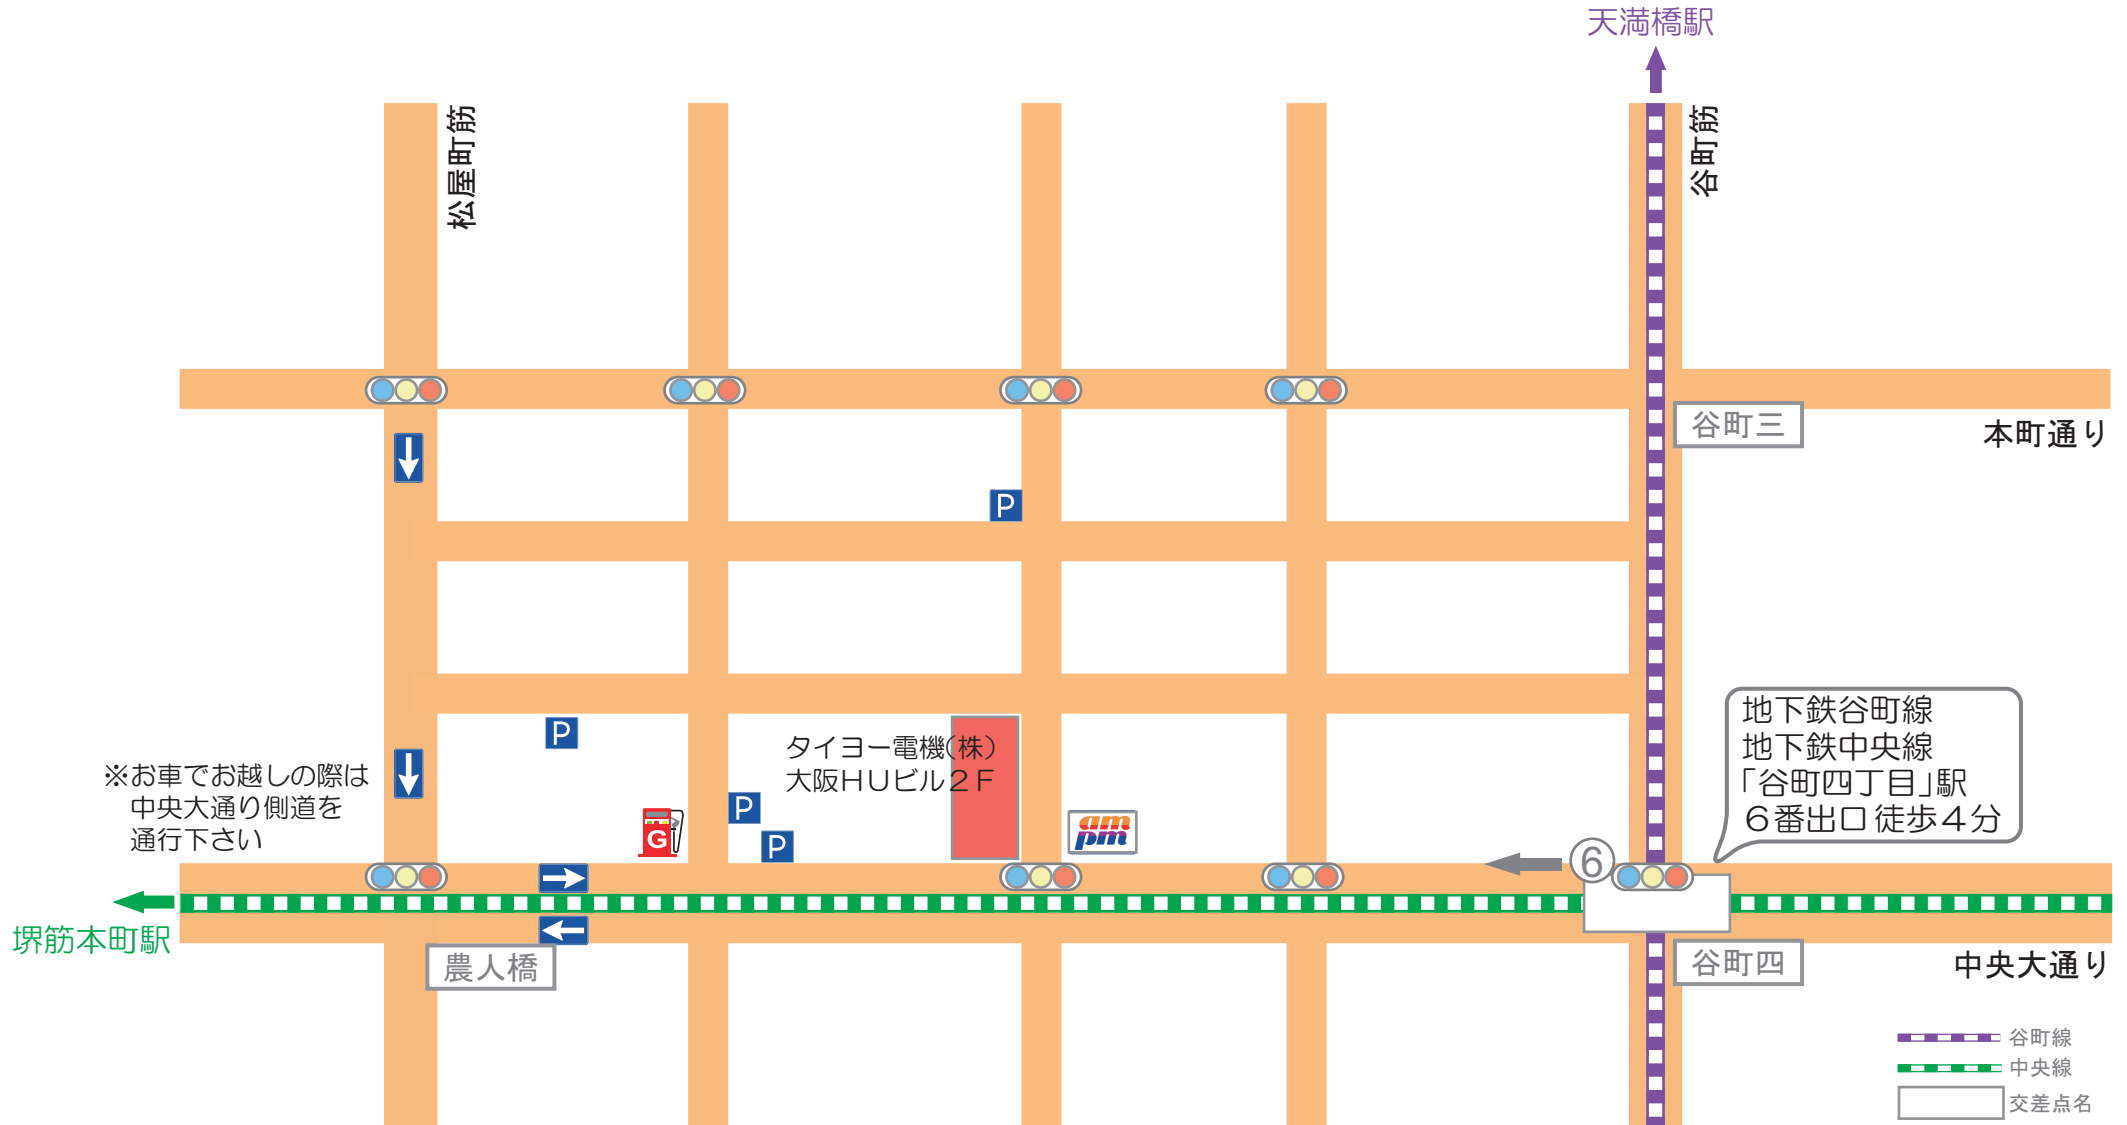 天満橋駅
松屋町筋
谷町筋
谷町三
本町通り
P
地下鉄谷町線
地下鉄中央線
「谷町四丁目」駅
６番出口 徒歩４分
P
タイヨー電機(株)
大阪ＨＵビル２Ｆ
※お車でお越しの際は
中央大通り側道を
通行下さい
P
P
G
am
pm
6
堺筋本町駅
農人橋
谷町四
中央大通り
谷町線
中央線
交差点名